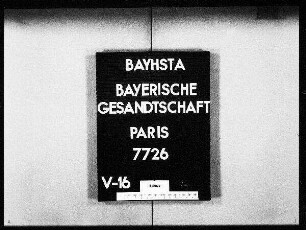 BAYHSTA
BAYERISCHE
GESANDTSCHAFT
PARIS
7726
V-16